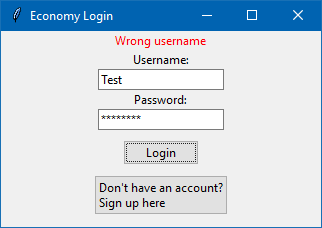 Economy Login
Wrong username
Username:
Test
Password:
********
Login
Don't have an account?
Sign up here